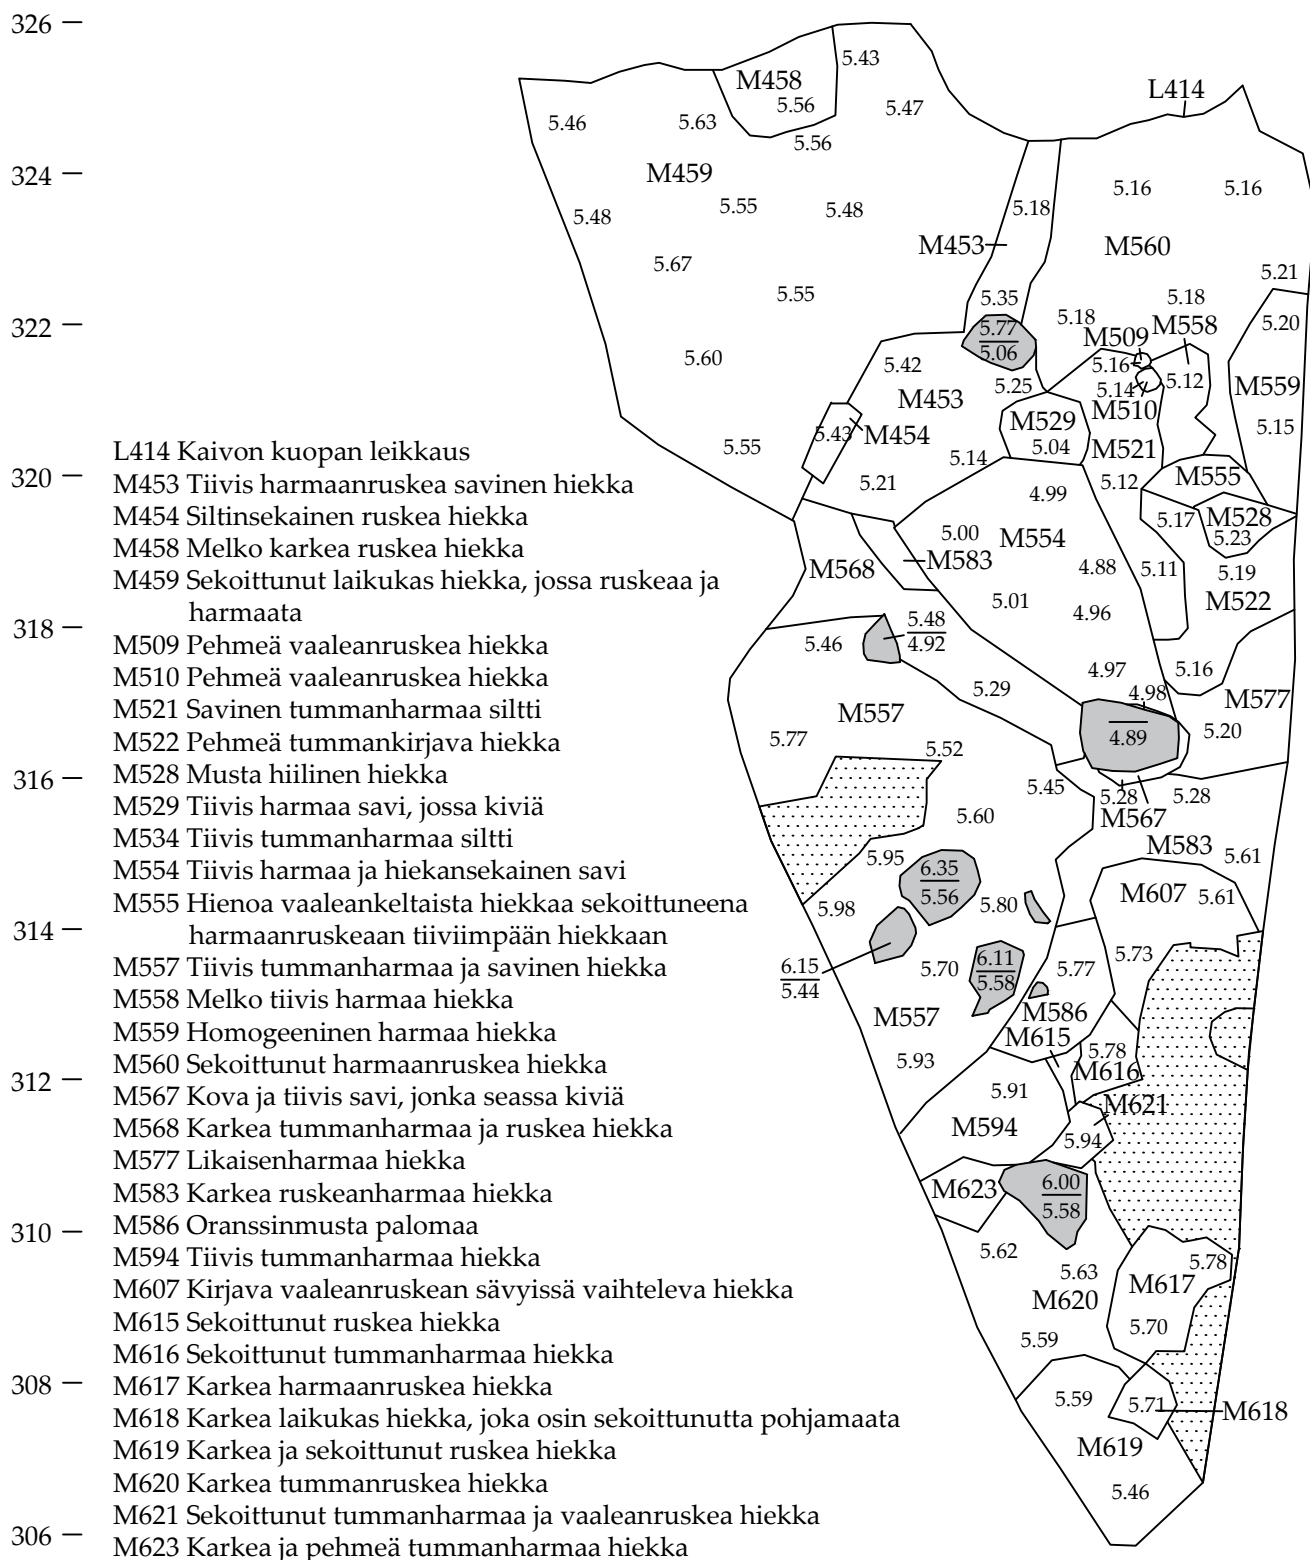 326
324
322
320
318
316
314
312
310
308
306
L414 Kaivon kuopan leikkaus
M453 Tiivis harmaanruskea savinen hiekka
M454 Siltinsekainen ruskea hiekka
M458 Melko karkea ruskea hiekka
M459 Sekoittunut laikukas hiekka, jossa ruskeaa ja
harmaata
M509 Pehmeä vaaleanruskea hiekka
M510 Pehmeä vaaleanruskea hiekka
M521 Savinen tummanharmaa siltti
M522 Pehmeä tummankirjava hiekka
M528 Musta hiilinen hiekka
M529 Tiivis harmaa savi, jossa kiviä
M534 Tiivis tummanharmaa siltti
M554 Tiivis harmaa ja hiekansekainen savi
M555 Hienoa vaaleankeltaista hiekkaa sekoittuneena
harmaanruskeaan tiiviimpään hiekkaan
M557 Tiivis tummanharmaa ja savinen hiekka
M558 Melko tiivis harmaa hiekka
M559 Homogeeninen harmaa hiekka
M560 Sekoittunut harmaanruskea hiekka
M567 Kova ja tiivis savi, jonka seassa kiviä
M568 Karkea tummanharmaa ja ruskea hiekka
M577 Likaisenharmaa hiekka
M583 Karkea ruskeanharmaa hiekka
M586 Oranssinmusta palomaa
M594 Tiivis tummanharmaa hiekka
M607 Kirjava vaaleanruskean sävyissä vaihteleva hiekka
M615 Sekoittunut ruskea hiekka
M616 Sekoittunut tummanharmaa hiekka
M617 Karkea harmaanruskea hiekka
M618 Karkea laikukas hiekka, joka osin sekoittunutta pohjamaata
M619 Karkea ja sekoittunut ruskea hiekka
M620 Karkea tummanruskea hiekka
M621 Sekoittunut tummanharmaa ja vaaleanruskea hiekka
M623 Karkea ja pehmeä tummanharmaa hiekka
5.43
M458
L414
5.56
5.47
5.46
5.63
5.56
M459
5.16
5.16
5.55
5.48
5.18
5.48
M453
M560
5.67
5.21
5.55
5.35
5.18
5.18
M558
5.20
5.77
5.06
M509
5.60
5.42
5.16
5.12
5.25
5.14
M559
M453
M510
M529
5.15
5.43
M454
5.55
5.04
M521
5.14
5.21
5.12
M555
4.99
5.17
M528
5.00
M554
5.23
M568
M583
4.88
5.11
5.19
5.01
4.96
M522
5.48
4.92
5.46
4.97
5.16
5.29
4.98
M577
M557
5.77
4.89
5.20
5.52
5.45
5.28
5.28
5.60
M567
M583
5.95
5.61
6.35
5.56
M607
5.61
5.98
5.80
5.73
6.15
5.44
5.70
6.11
5.58
5.77
M557
M586
M615
5.78
5.93
M616
5.91
M621
M594
5.94
M623
6.00
5.58
5.62
5.78
5.63
M617
M620
5.70
5.59
5.59
5.71
M618
M619
5.46